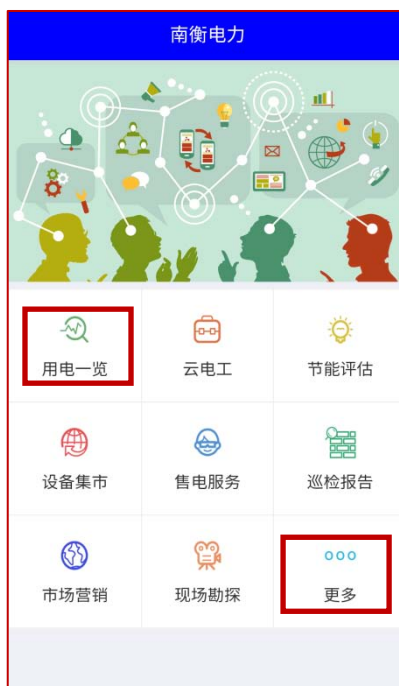 南衡电力
用电一览
云电工
节能评估
设备集市
售电服务
巡检报告
市场营销
现场勘探
更多